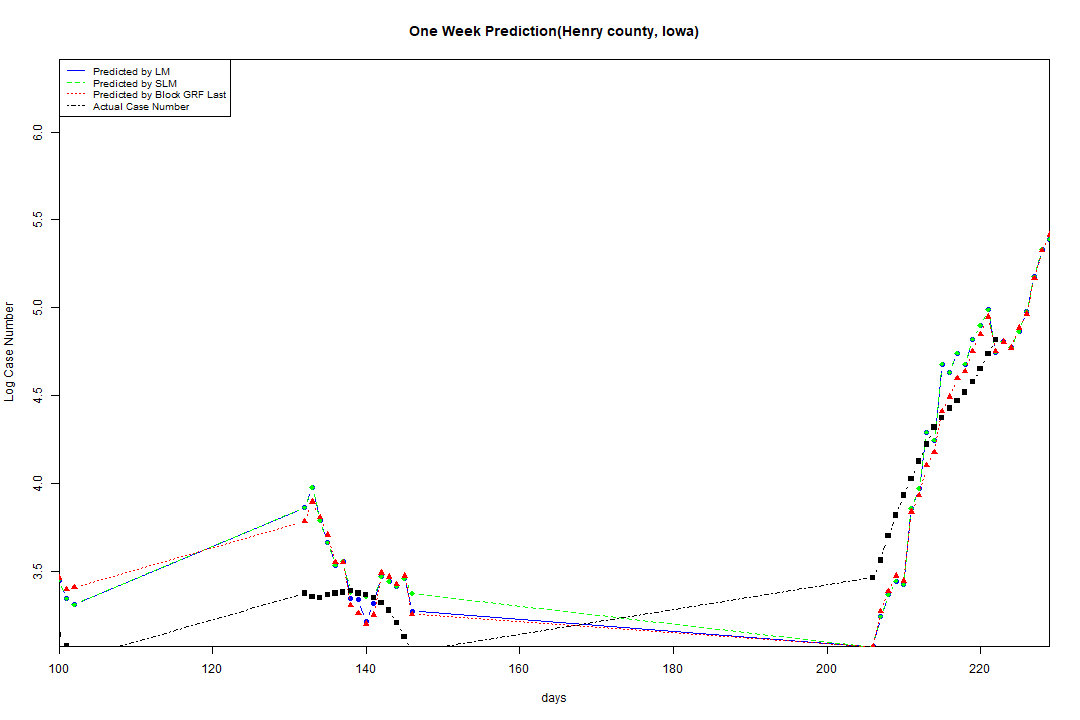 One Week Prediction(Henry county, Iowa)
Predicted by LM
Predicted by SLM
Predicted by Block GRF Last
Actual Case Number
Log Case Number
6.0
5.5
5.0
4.5
4.0
3.5
100 120 140 160 180 200 220
days